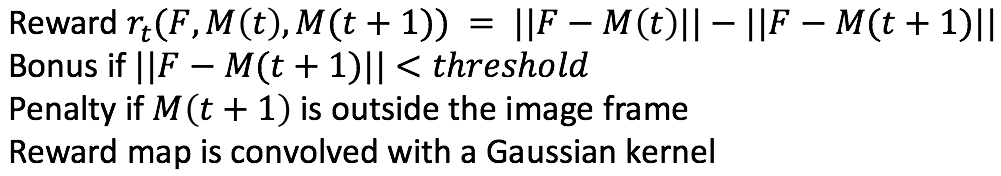 Reward r_t(F, M(t), M(t + 1)) = ||F − M(t)|| − ||F − M(t + 1)||
Bonus if ||F − M(t + 1)|| < threshold
Penalty if M(t + 1) is outside the image frame
Reward map is convolved with a Gaussian kernel